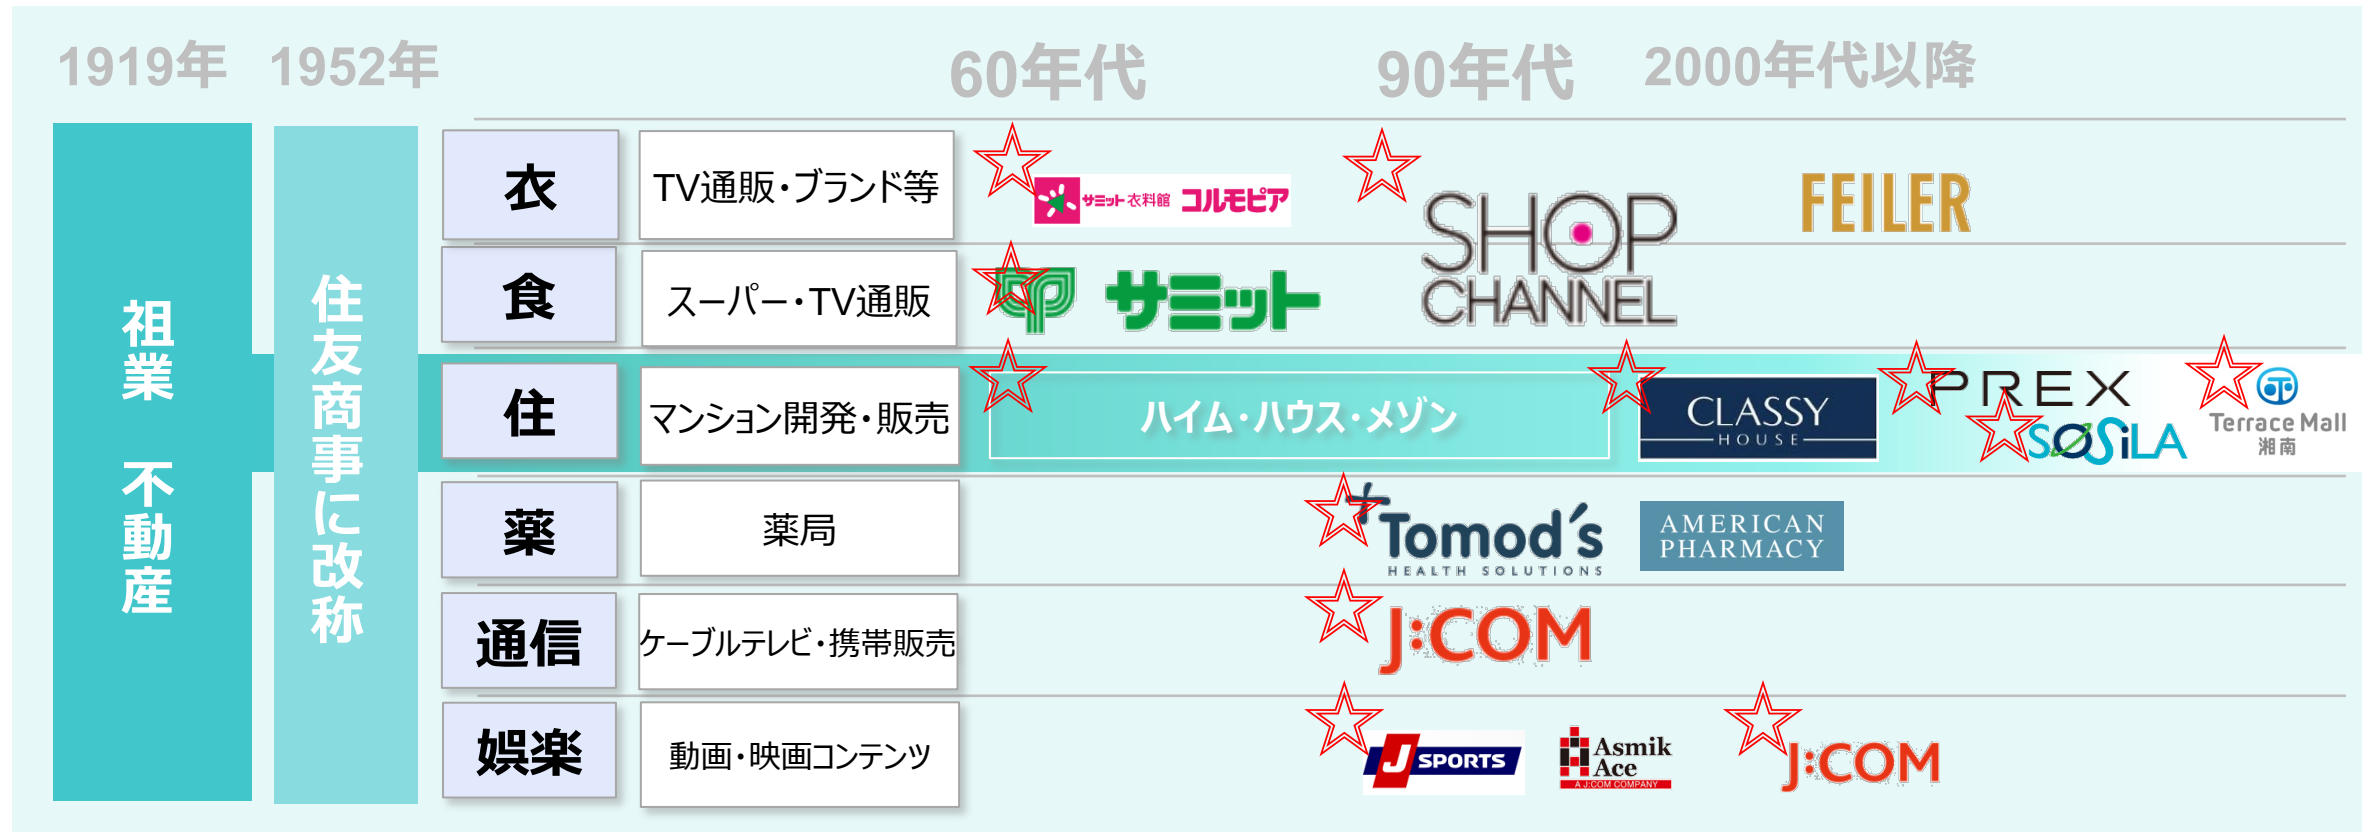 1919年
1952年
60年代
90年代
2000年代以降
祖業 不動産
住友商事に改称
衣
TV通販・ブランド等
サミット衣料館 コルモピア
SHOP
CHANNEL
FEILER
食
スーパー・TV通販
サミット
住
マンション開発・販売
ハイム・ハウス・メゾン
CLASSY
HOUSE
PREX
SOSiLA
Terrace Mall
湘南
薬
薬局
Tomod's
HEALTH SOLUTIONS
AMERICAN
PHARMACY
通信
ケーブルテレビ・携帯販売
J:COM
娯楽
動画・映画コンテンツ
J SPORTS
Asmik
Ace
A J:COM COMPANY
J:COM